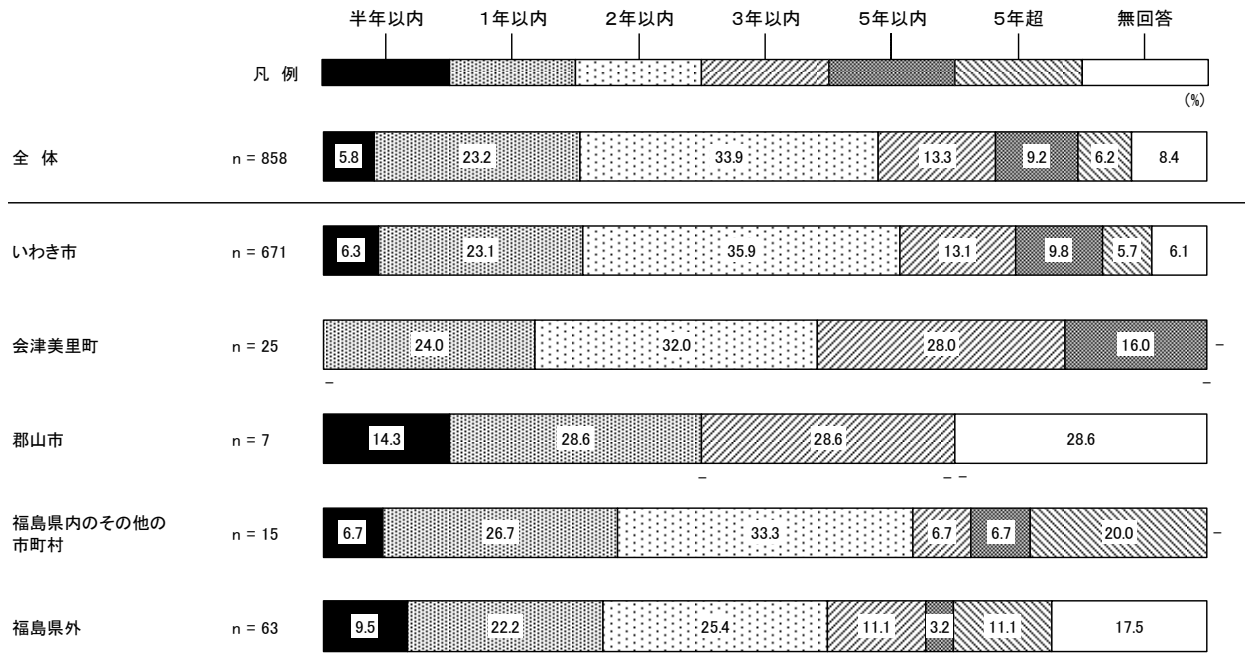 半年以内 1年以内 2年以内 3年以内 5年以内 5年超 無回答
凡 例
(%)
全 体 n = 858 5.8 23.2 33.9 13.3 9.2 6.2 8.4
いわき市 n = 671 6.3 23.1 35.9 13.1 9.8 5.7 6.1
会津美里町 n = 25 24.0 32.0 28.0 16.0 -
- -
郡山市 n = 7 14.3 28.6 28.6 28.6
- - -
福島県内のその他の
市町村 n = 15 6.7 26.7 33.3 6.7 6.7 20.0 -
福島県外 n = 63 9.5 22.2 25.4 11.1 3.2 11.1 17.5